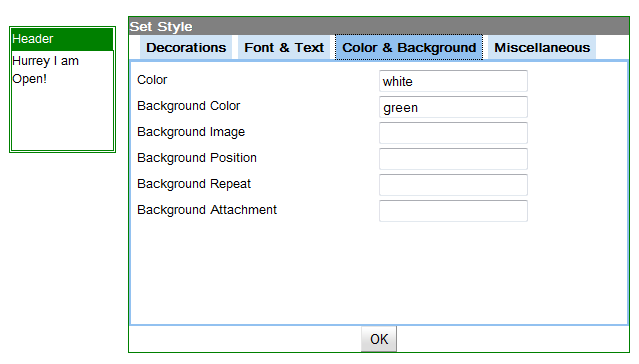 Header
Hurrey I am
Open!
Set Style
Decorations Font & Text Color & Background Miscellaneous
Color white
Background Color green
Background Image
Background Position
Background Repeat
Background Attachment
OK